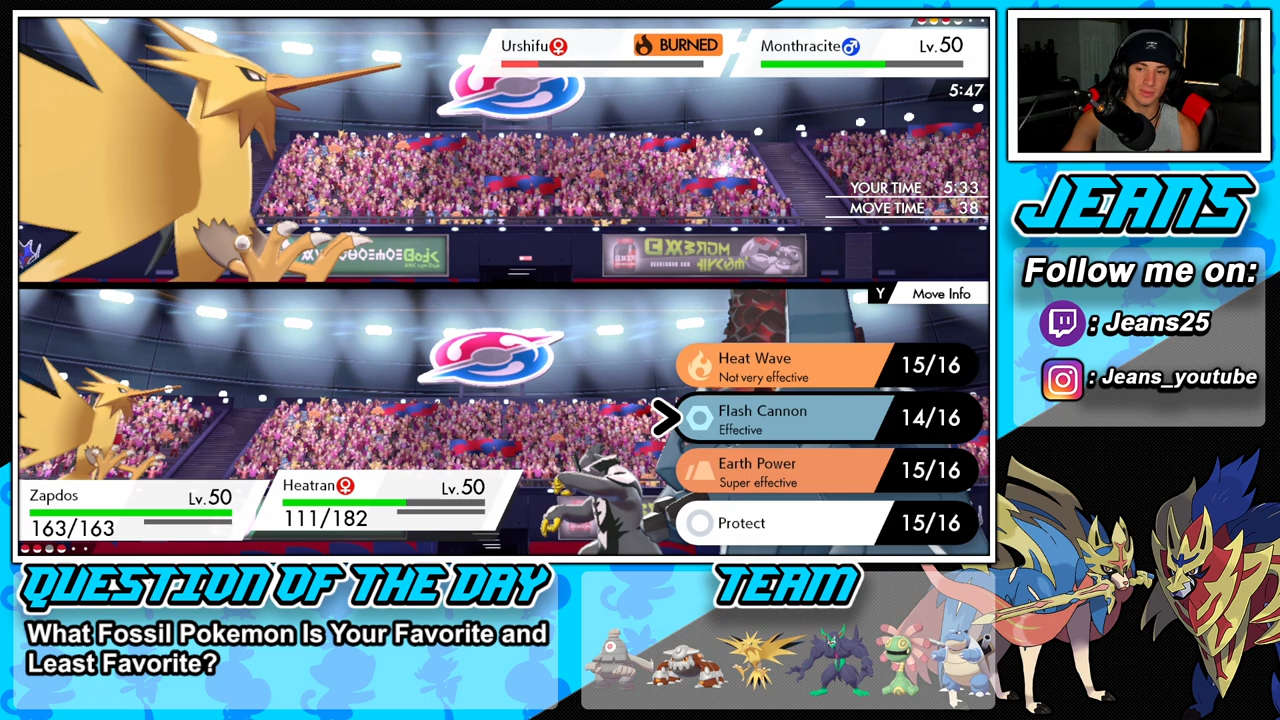 Urshifu
BURNED
Monthracite
Lv. 50
5:47
YOUR TIME 5:33
MOVE TIME 38
Y Move Info
Heat Wave
Not very effective
15/16
Flash Cannon
Effective
14/16
Earth Power
Super effective
15/16
Protect
15/16
Zapdos
Lv. 50
163/163
Heatran
Lv. 50
111/182
JEANS
Follow me on:
: Jeans25
: Jeans_youtube
QUESTION OF THE DAY
What Fossil Pokemon Is Your Favorite and
Least Favorite?
TEAM